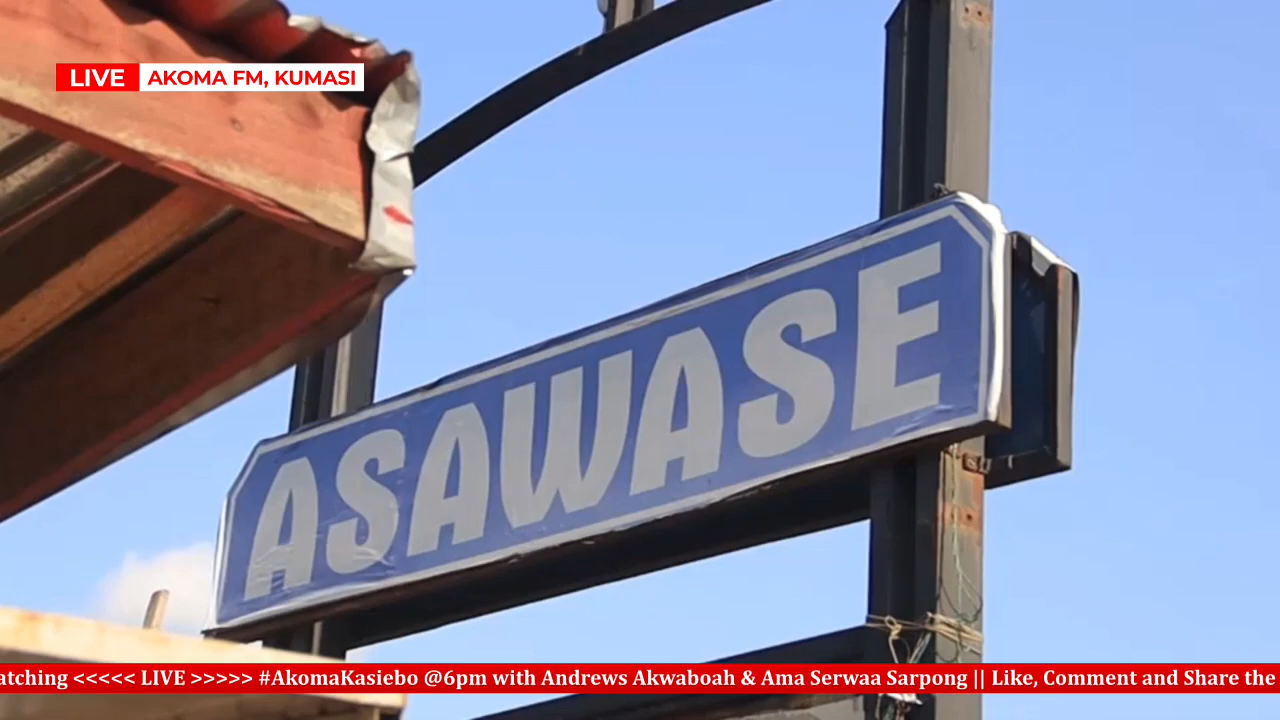 LIVE AKOMA FM, KUMASI
ASAWASE
atching <<<<< LIVE >>>>> #AkomaKasiebo @6pm with Andrews Akwaboah & Ama Serwaa Sarpong || Like, Comment and Share the